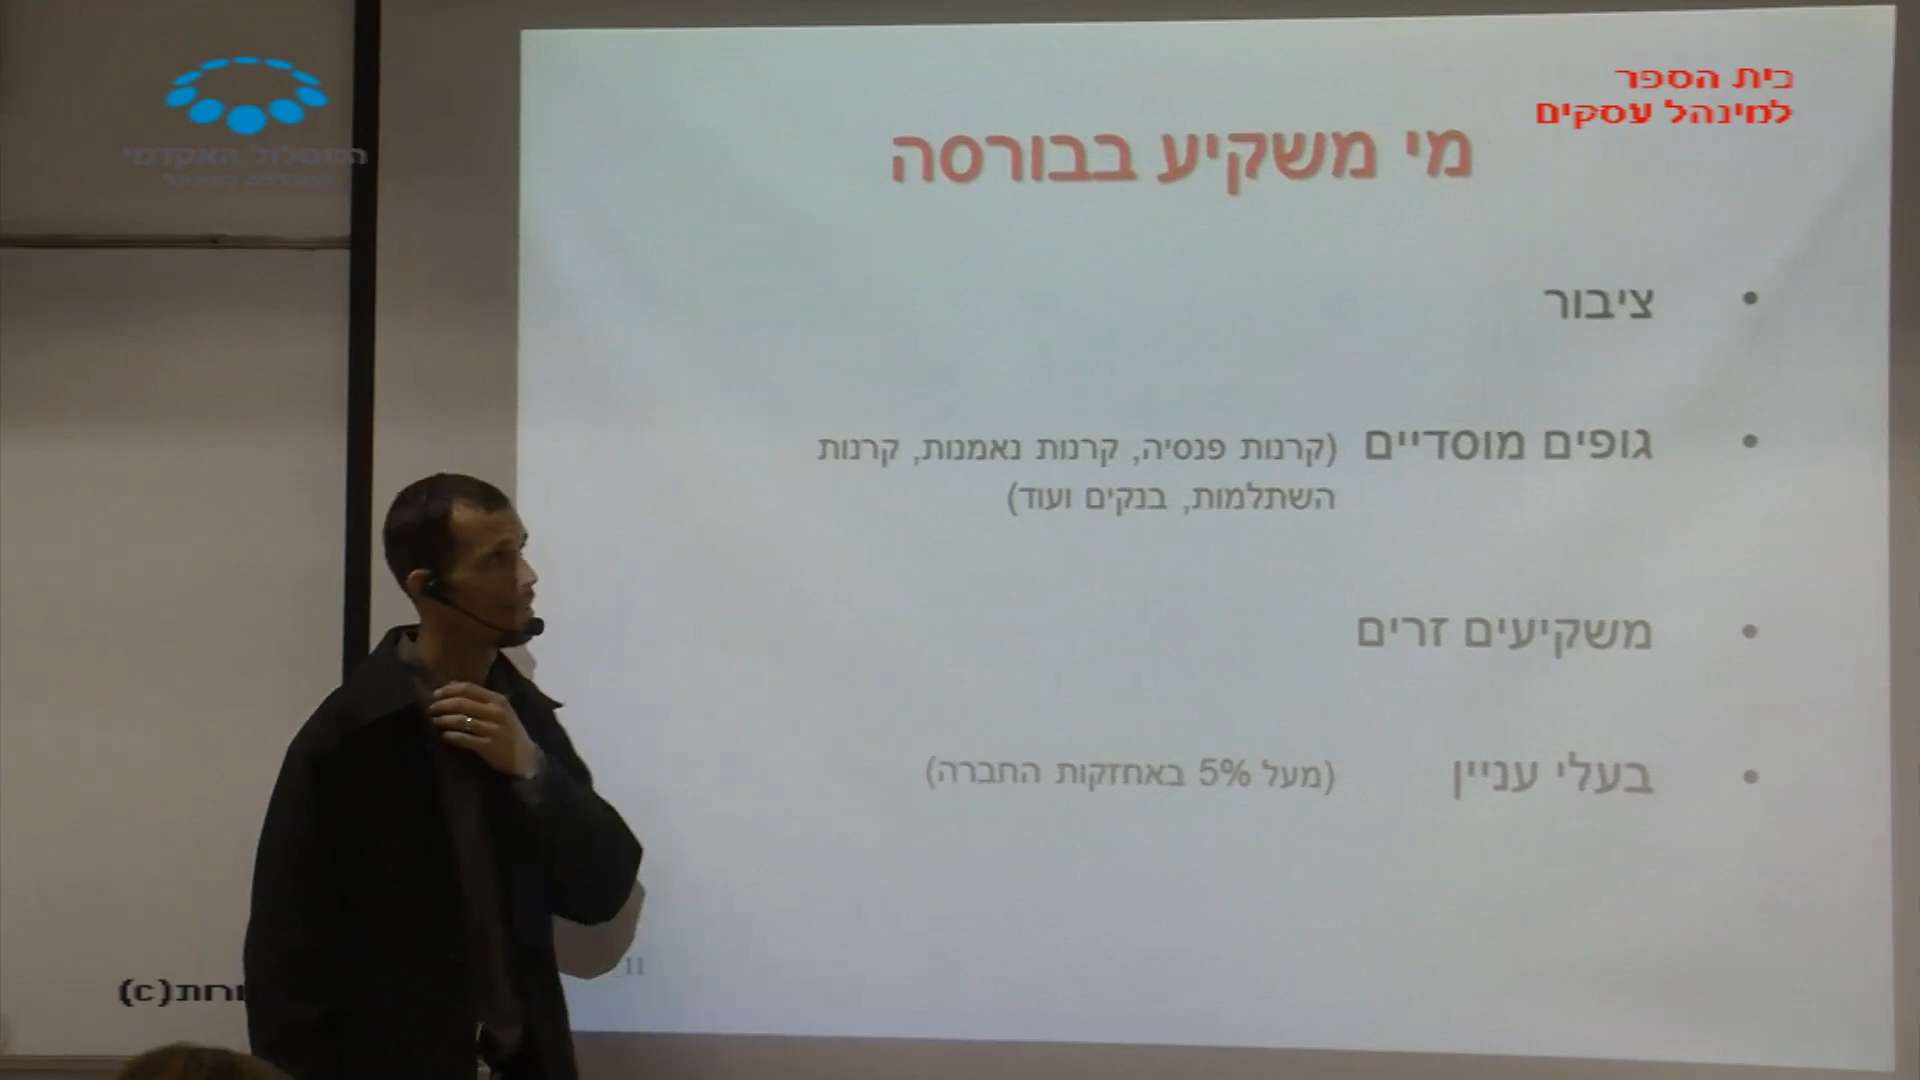 בית הספר
למינהל עסקים
המסלול האקדמי
מי משקיע בבורסה
• ציבור
• גופים מוסדיים (קרנות פנסיה, קרנות נאמנות, קרנות
השתלמות, בנקים ועוד)
• משקיעים זרים
• בעלי עניין (מעל 5% באחזקות החברה)
11
(c)